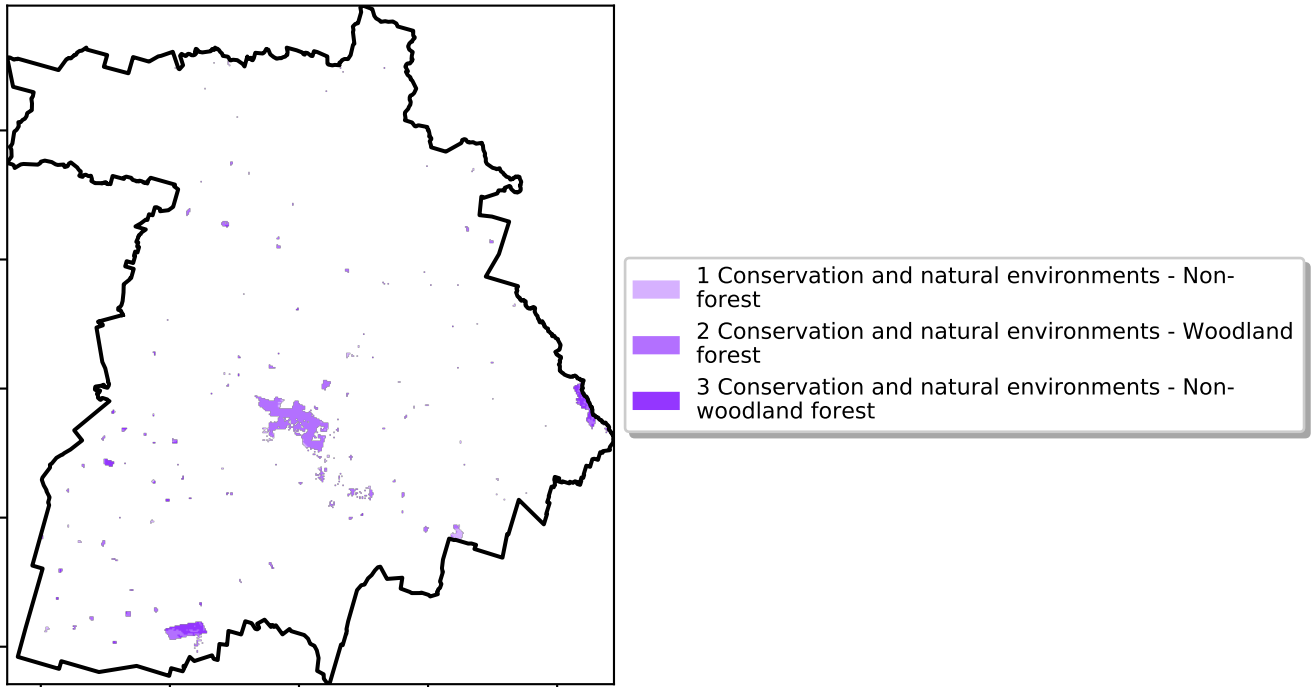 1 Conservation and natural environments - Non-
forest
2 Conservation and natural environments - Woodland
forest
3 Conservation and natural environments - Non-
woodland forest